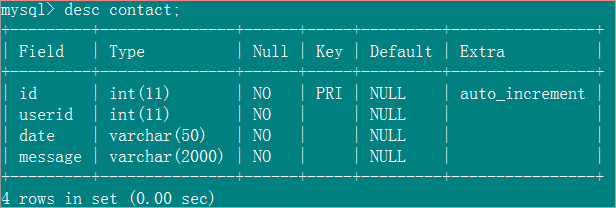 mysql> desc contact;
+---------+---------------+------+-----+---------+----------------+
| Field   | Type          | Null | Key | Default | Extra          |
+---------+---------------+------+-----+---------+----------------+
| id      | int(11)       | NO   | PRI | NULL    | auto_increment |
| userid  | int(11)       | NO   |     | NULL    |                |
| date    | varchar(50)   | NO   |     | NULL    |                |
| message | varchar(2000) | NO   |     | NULL    |                |
+---------+---------------+------+-----+---------+----------------+
4 rows in set (0.00 sec)